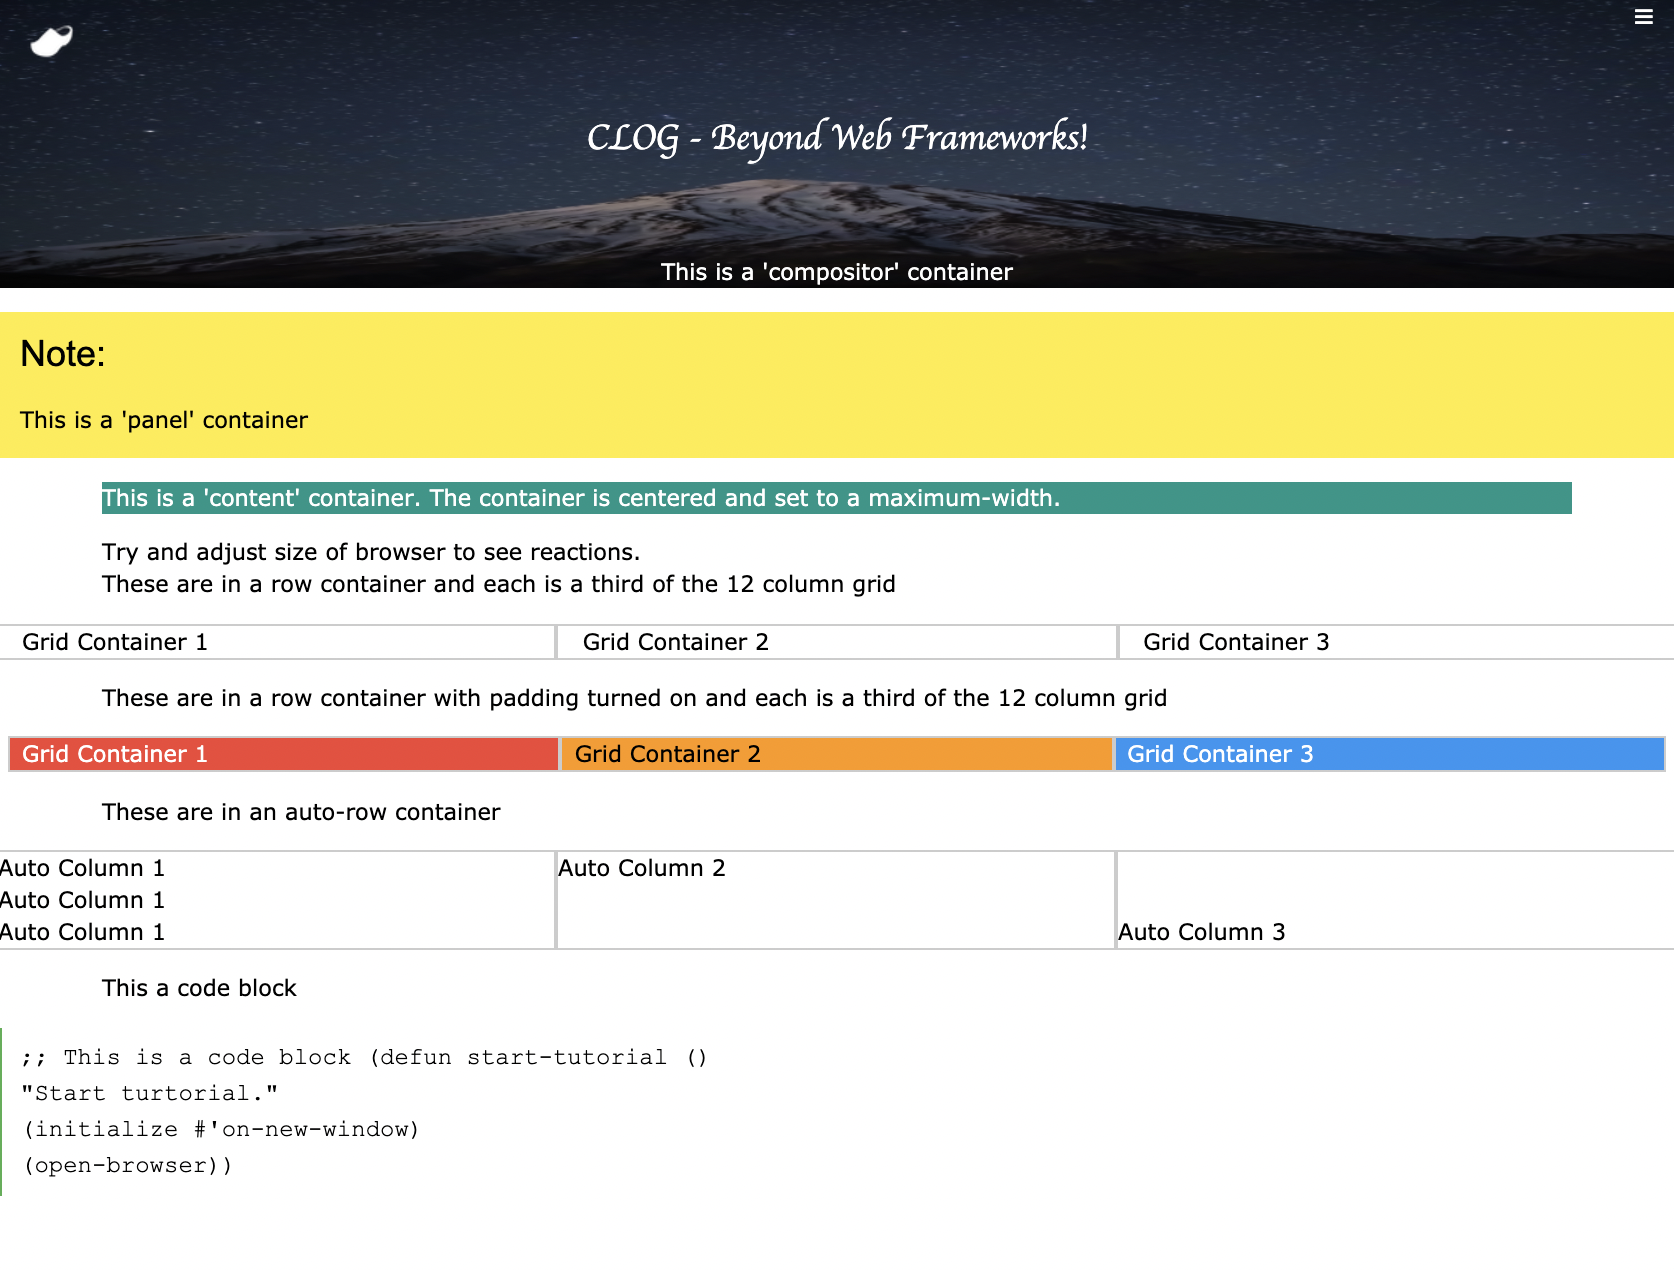 CLOG - Beyond Web Frameworks!
This is a 'compositor' container
Note:
This is a 'panel' container
This is a 'content' container. The container is centered and set to a maximum-width.
Try and adjust size of browser to see reactions.
These are in a row container and each is a third of the 12 column grid
Grid Container 1
Grid Container 2
Grid Container 3
These are in a row container with padding turned on and each is a third of the 12 column grid
Grid Container 1
Grid Container 2
Grid Container 3
These are in an auto-row container
Auto Column 1
Auto Column 1
Auto Column 1
Auto Column 2
Auto Column 3
This a code block
;; This is a code block (defun start-tutorial ()
"Start turtorial."
(initialize #'on-new-window)
(open-browser))